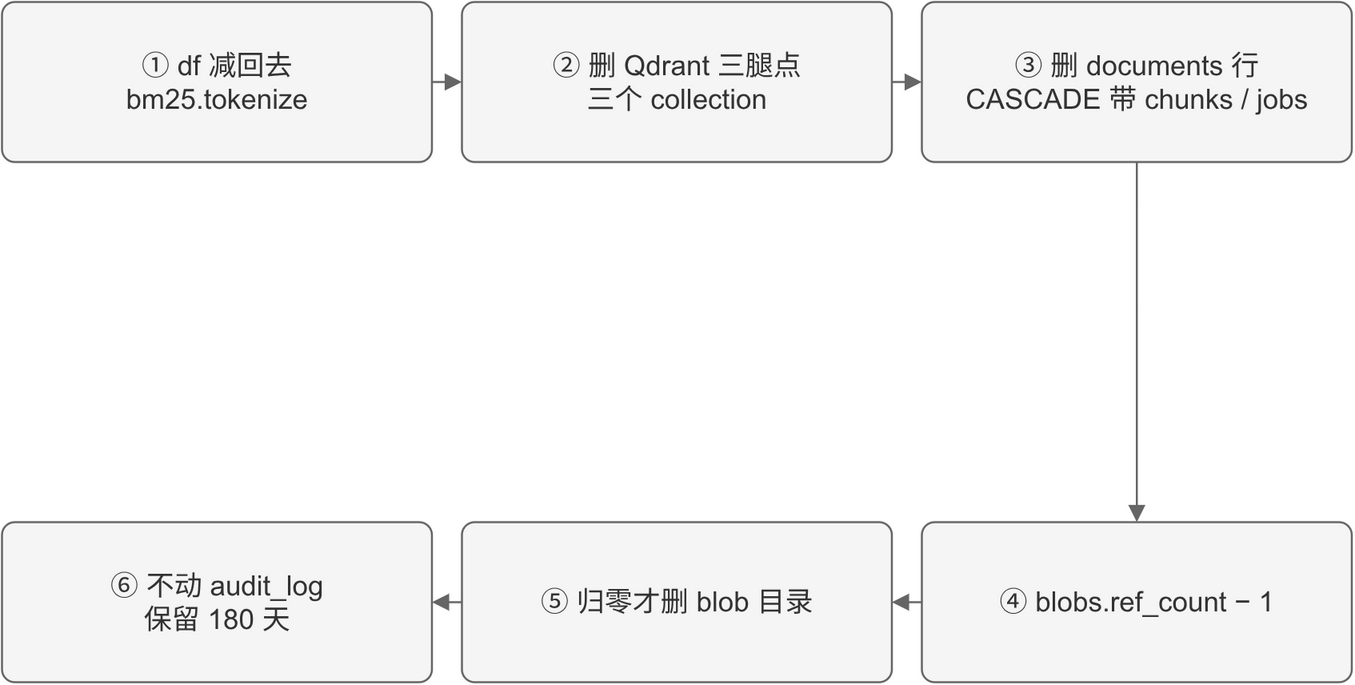 ① df 减回去
bm25.tokenize
② 删 Qdrant 三腿点
三个 collection
③ 删 documents 行
CASCADE 带 chunks / jobs
④ blobs.ref_count − 1
⑤ 归零才删 blob 目录
⑥ 不动 audit_log
保留 180 天